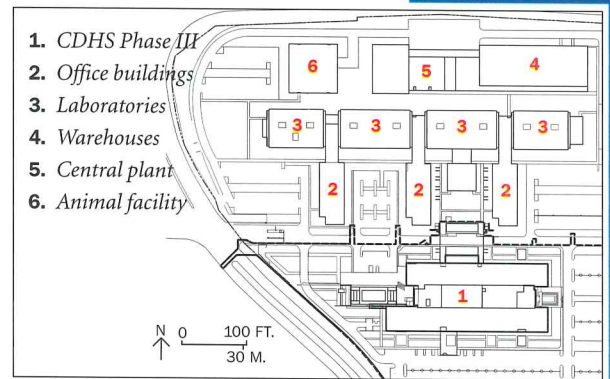 1. CDHS Phase III
2. Office buildings
3. Laboratories
4. Warehouses
5. Central plant
6. Animal facility
6
5
4
3
3
3
3
2
2
2
1
N 0 100 FT.
30 M.